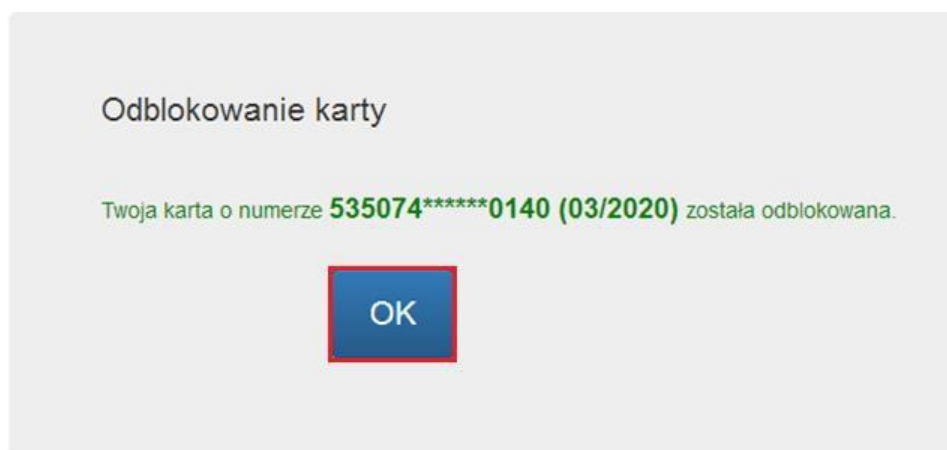 Odblokowanie karty
Twoja karta o numerze 535074******0140 (03/2020) została odblokowana.
OK